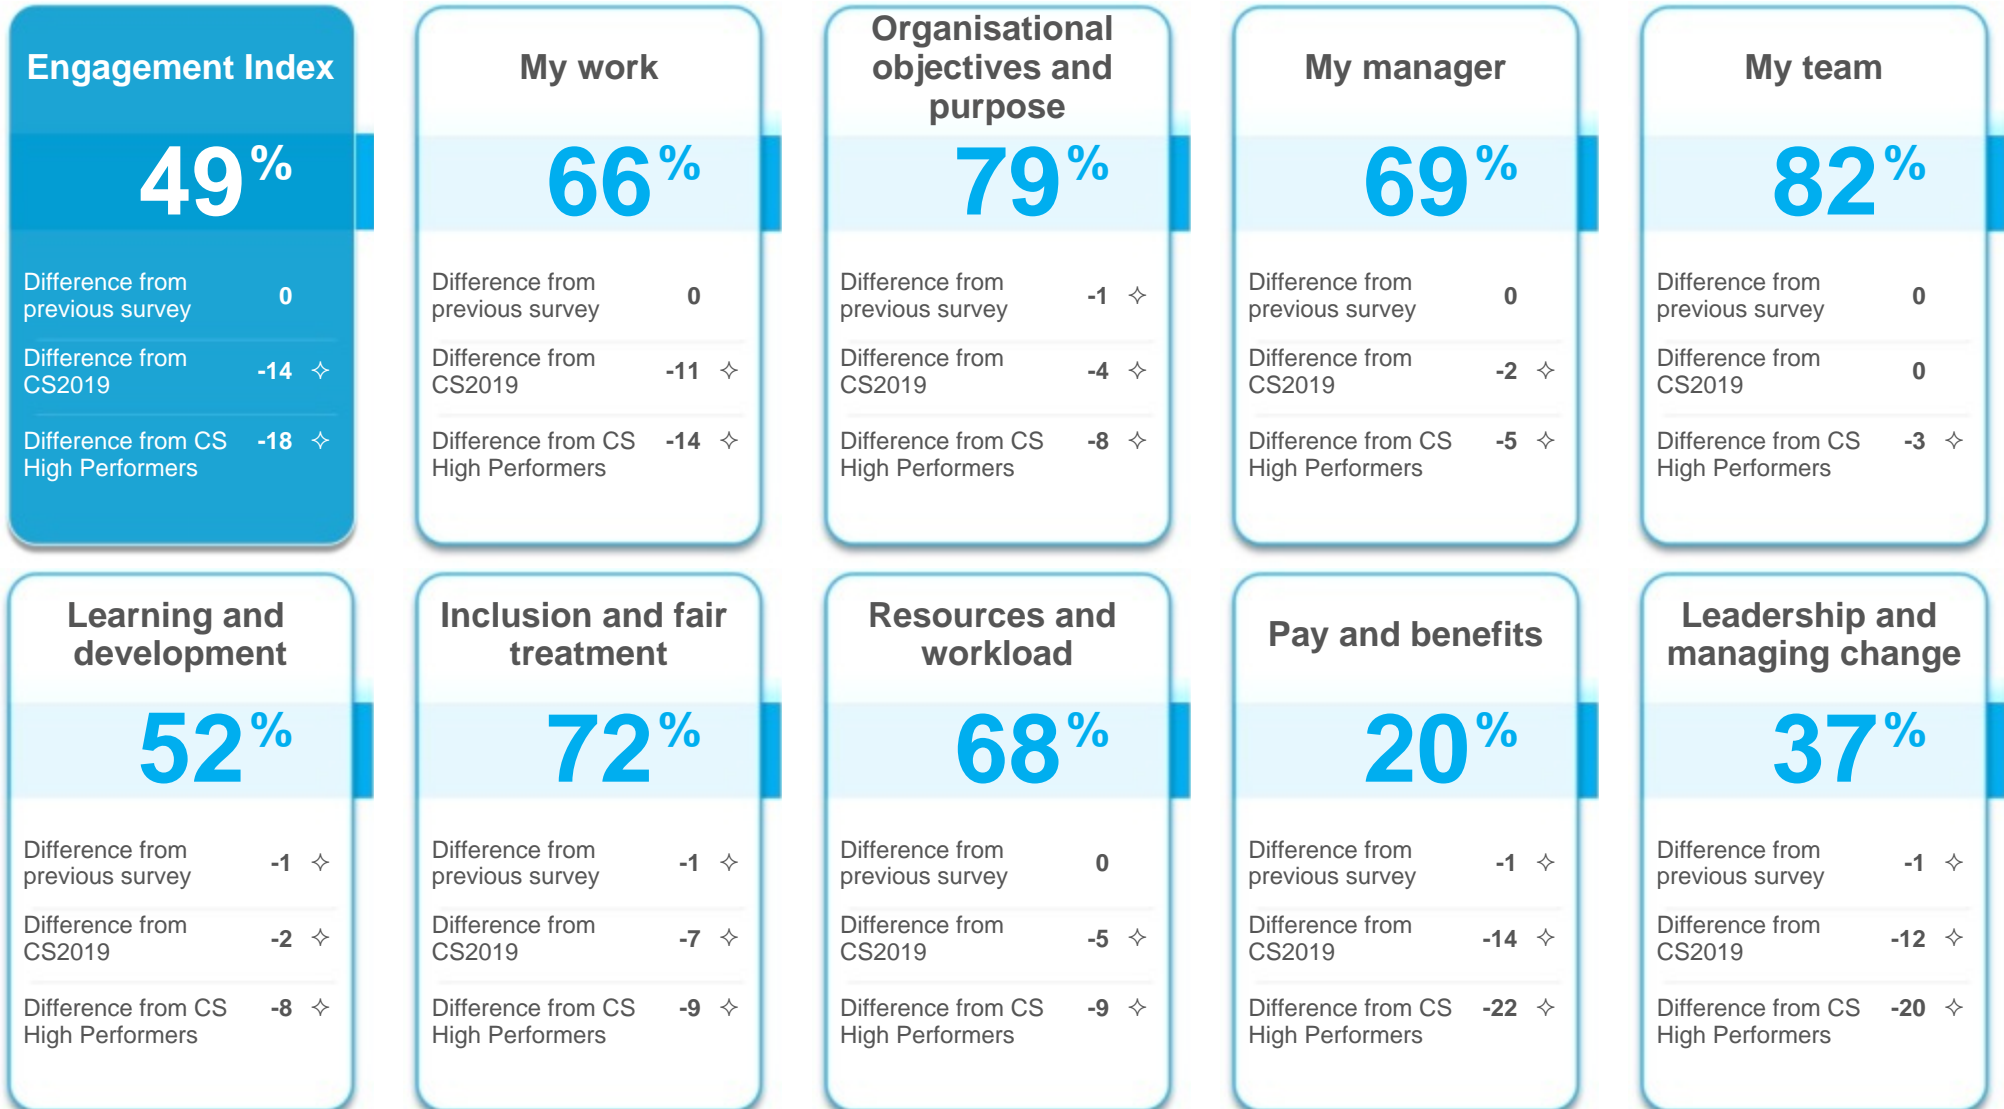 Engagement Index
49%
Difference from
previous survey
0
Difference from
CS2019
-14 ✧
Difference from CS
High Performers
-18 ✧
My work
66%
Difference from
previous survey
0
Difference from
CS2019
-11 ✧
Difference from CS
High Performers
-14 ✧
Organisational
objectives and
purpose
79%
Difference from
previous survey
-1 ✧
Difference from
CS2019
-4 ✧
Difference from CS
High Performers
-8 ✧
My manager
69%
Difference from
previous survey
0
Difference from
CS2019
-2 ✧
Difference from CS
High Performers
-5 ✧
My team
82%
Difference from
previous survey
0
Difference from
CS2019
0
Difference from CS
High Performers
-3 ✧
Learning and
development
52%
Difference from
previous survey
-1 ✧
Difference from
CS2019
-2 ✧
Difference from CS
High Performers
-8 ✧
Inclusion and fair
treatment
72%
Difference from
previous survey
-1 ✧
Difference from
CS2019
-7 ✧
Difference from CS
High Performers
-9 ✧
Resources and
workload
68%
Difference from
previous survey
0
Difference from
CS2019
-5 ✧
Difference from CS
High Performers
-9 ✧
Pay and benefits
20%
Difference from
previous survey
-1 ✧
Difference from
CS2019
-14 ✧
Difference from CS
High Performers
-22 ✧
Leadership and
managing change
37%
Difference from
previous survey
-1 ✧
Difference from
CS2019
-12 ✧
Difference from CS
High Performers
-20 ✧